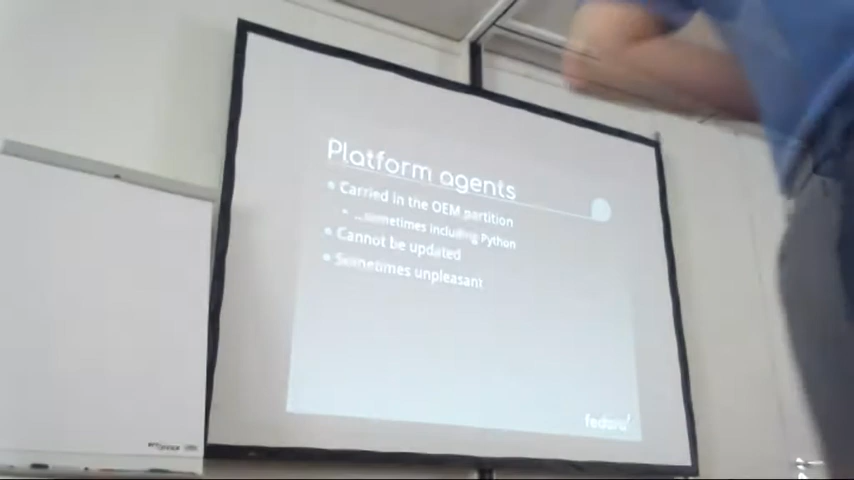 Platform agents
Carried in the OEM partition
...sometimes including Python
Cannot be updated
Sometimes unpleasant
fedora